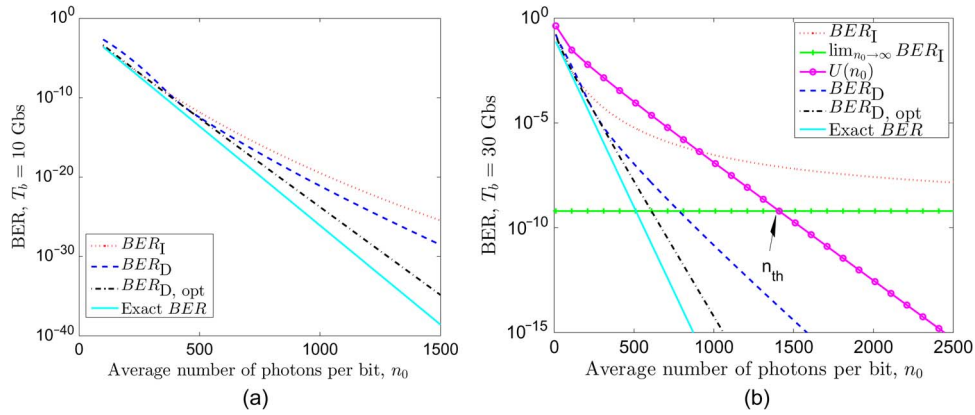 10^0
10^-10
10^-20
10^-30
10^-40
BER, T_b = 10 Gbs
BER_I
BER_D
BER_D, opt
Exact BER
0 500 1000 1500
Average number of photons per bit, n_0
(a)
10^0
10^-5
10^-10
10^-15
BER, T_b = 30 Gbs
BER_I
lim_{n_0→∞} BER_I
U(n_0)
BER_D
BER_D, opt
Exact BER
n_th
0 500 1000 1500 2000 2500
Average number of photons per bit, n_0
(b)